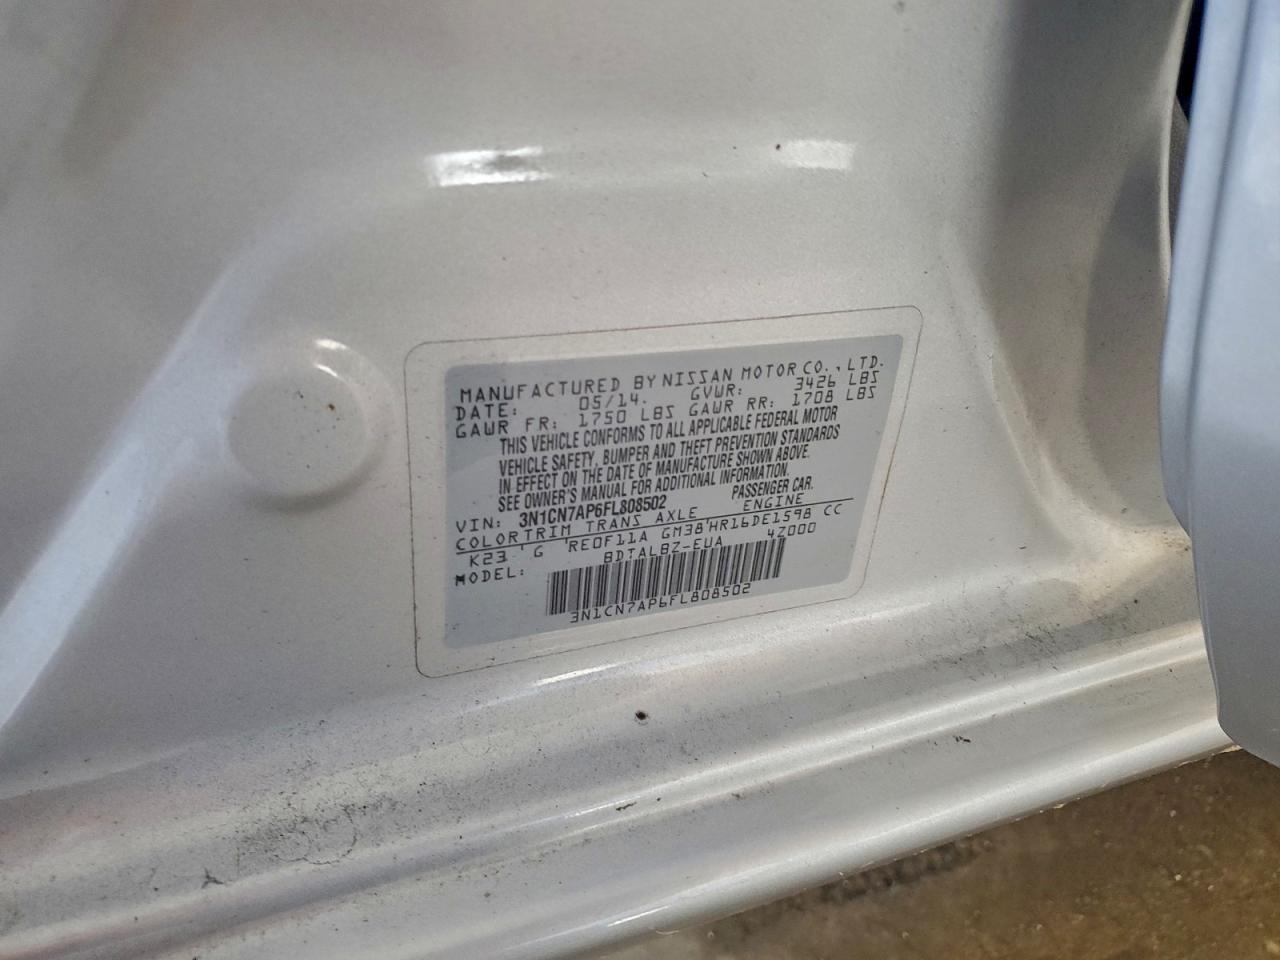 MANUFACTURED BY NISSAN MOTOR CO., LTD.
DATE: 05/14. GVWR: 3426 LBS
GAWR FR: 1750 LBS GAWR RR: 1708 LBS
THIS VEHICLE CONFORMS TO ALL APPLICABLE FEDERAL MOTOR
VEHICLE SAFETY, BUMPER AND THEFT PREVENTION STANDARDS
IN EFFECT ON THE DATE OF MANUFACTURE SHOWN ABOVE.
SEE OWNER'S MANUAL FOR ADDITIONAL INFORMATION.
VIN: 3N1CN7AP6FL808502 PASSENGER CAR.
COLOR TRIM TRANS AXLE ENGINE
K23 G RE0F11A GM38 HR16DE1598 CC
MODEL: BDTALBZ-EUA 4Z000
3N1CN7AP6FL808502